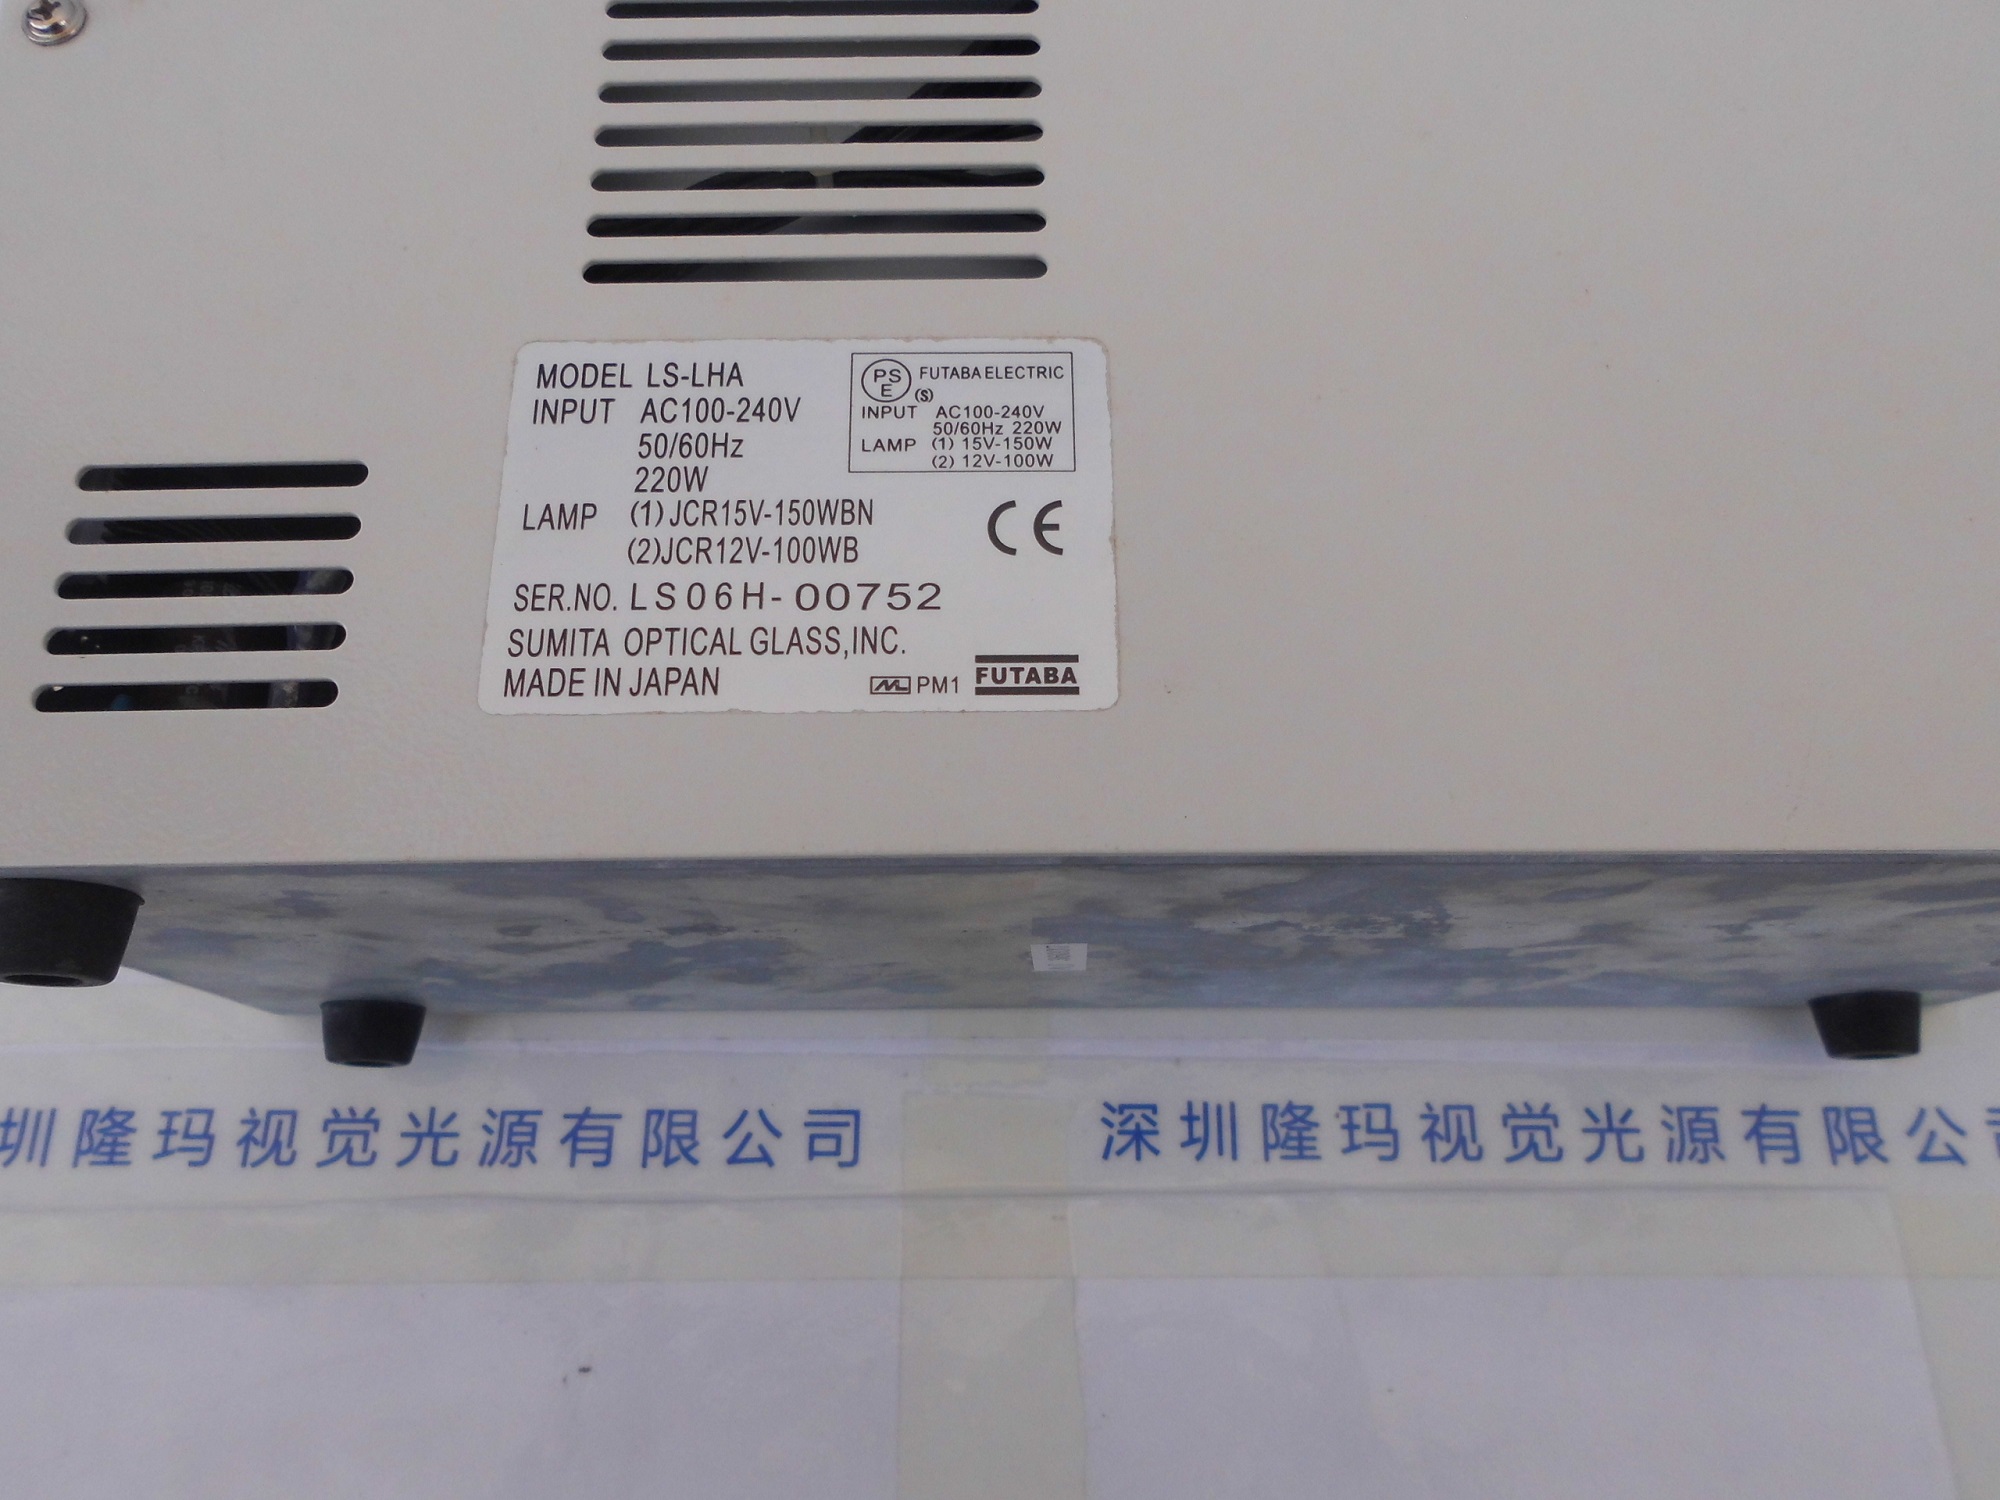 MODEL LS-LHA
INPUT AC100-240V
50/60Hz
220W
LAMP (1)JCR15V-150WBN
(2)JCR12V-100WB
SER.NO. LS06H-00752
SUMITA OPTICAL GLASS,INC.
MADE IN JAPAN
PS
E
FUTABA ELECTRIC
(S)
INPUT AC100-240V
50/60Hz 220W
LAMP (1) 15V-150W
(2) 12V-100W
CE
PM1
FUTABA
圳隆玛视觉光源有限公司
深圳隆玛视觉光源有限公司